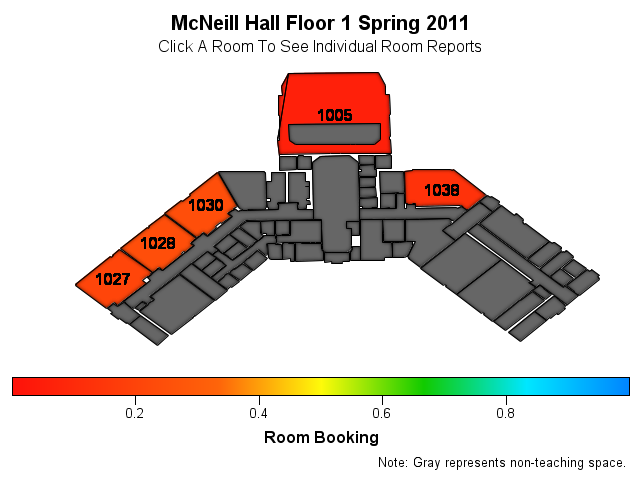 McNeill Hall Floor 1 Spring 2011
Click A Room To See Individual Room Reports
1005
1038
1030
1028
1027
0.2 0.4 0.6 0.8
Room Booking
Note: Gray represents non-teaching space.